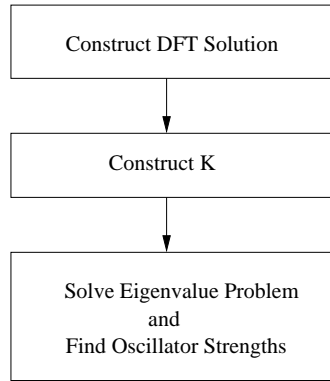 Construct DFT Solution
Construct K
Solve Eigenvalue Problem
and
Find Oscillator Strengths